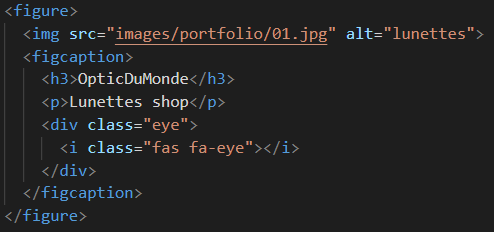 <figure>
<img src="images/portfolio/01.jpg" alt="lunettes">
<figcaption>
<h3>OpticDuMonde</h3>
<p>Lunettes shop</p>
<div class="eye">
<i class="fas fa-eye"></i>
</div>
</figcaption>
</figure>